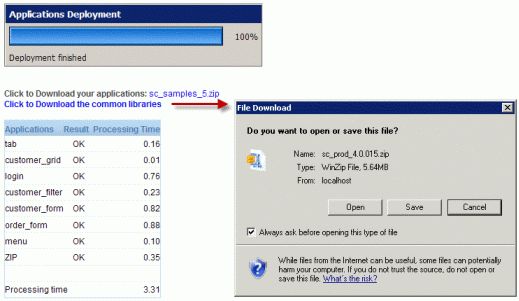 Applications Deployment
100%
Deployment finished
Click to Download your applications: sc_samples_5.zip
Click to Download the common libraries
Applications Result Processing Time
tab OK 0.16
customer_grid OK 0.01
login OK 0.76
customer_filter OK 0.23
customer_form OK 0.82
order_form OK 0.88
menu OK 0.10
ZIP OK 0.35
Processing time 3.31
File Download
Do you want to open or save this file?
Name: sc_prod_4.0.015.zip
Type: WinZip File, 5.64MB
From: localhost
Open Save Cancel
Always ask before opening this type of file
While files from the Internet can be useful, some files can potentially
harm your computer. If you do not trust the source, do not open or
save this file. What's the risk?